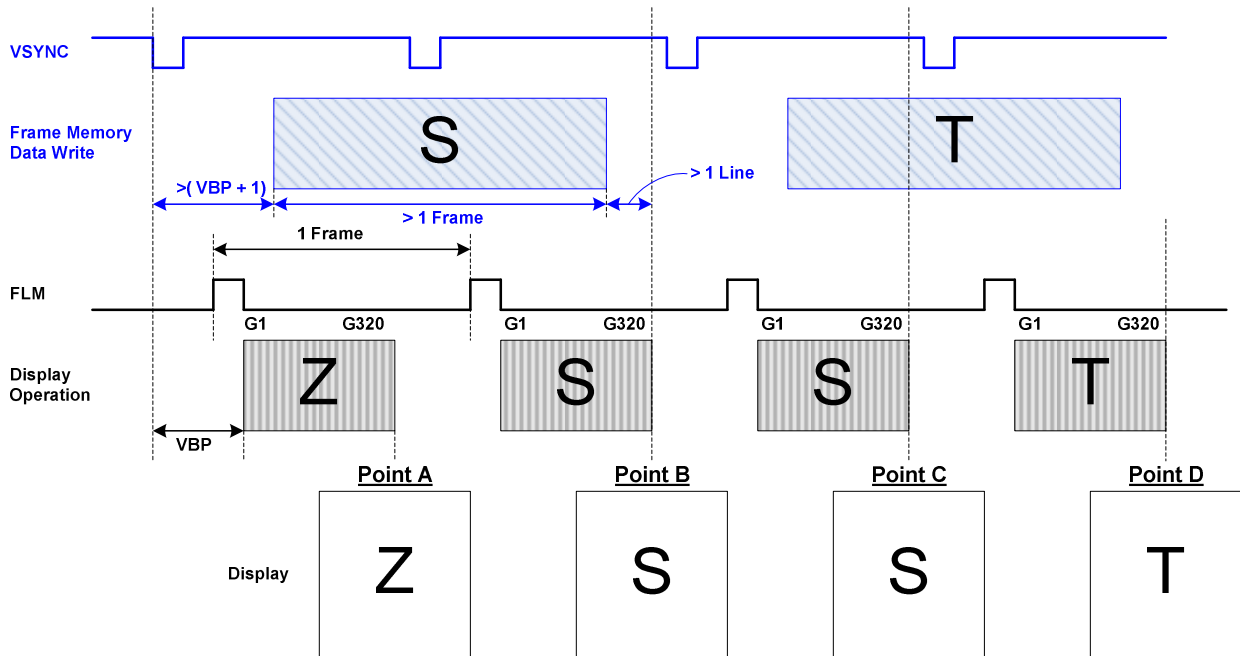 VSYNC
Frame Memory
Data Write
S
T
>( VBP + 1)
> 1 Frame
> 1 Line
1 Frame
FLM
G1
G320
G1
G320
G1
G320
G1
G320
Display
Operation
Z
S
S
T
VBP
Point A
Point B
Point C
Point D
Display
Z
S
S
T